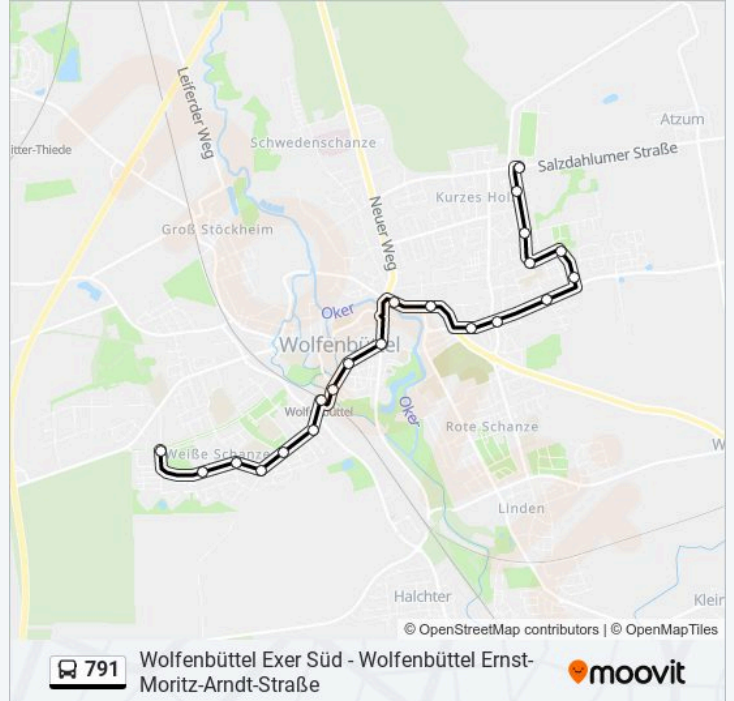 Leiferder Weg
Atzum
Schwedenschanze
itter-Thiede
Salzdahlumer Straße
Kurzes Hol
Neuer Weg
Groß Stöckheim
Oker
Wolfenbüttel
Wolfenbüttel
Oker
Rote Schanze
Weiße Schanze
W
Linden
Halchter
Klein
© OpenStreetMap contributors | © OpenMapTiles
791
Wolfenbüttel Exer Süd - Wolfenbüttel Ernst-
Moritz-Arndt-Straße
moovit